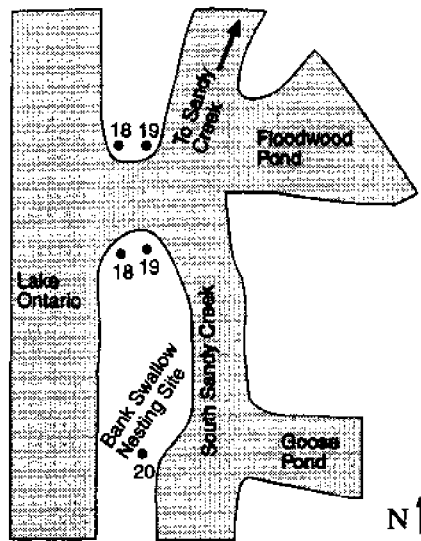 To Sandy
Creek
18 19
Floodwood
Pond
18 19
Lake
Ontario
Bank Swallow
Nesting Site
South Sandy Creek
20
Goose
Pond
N